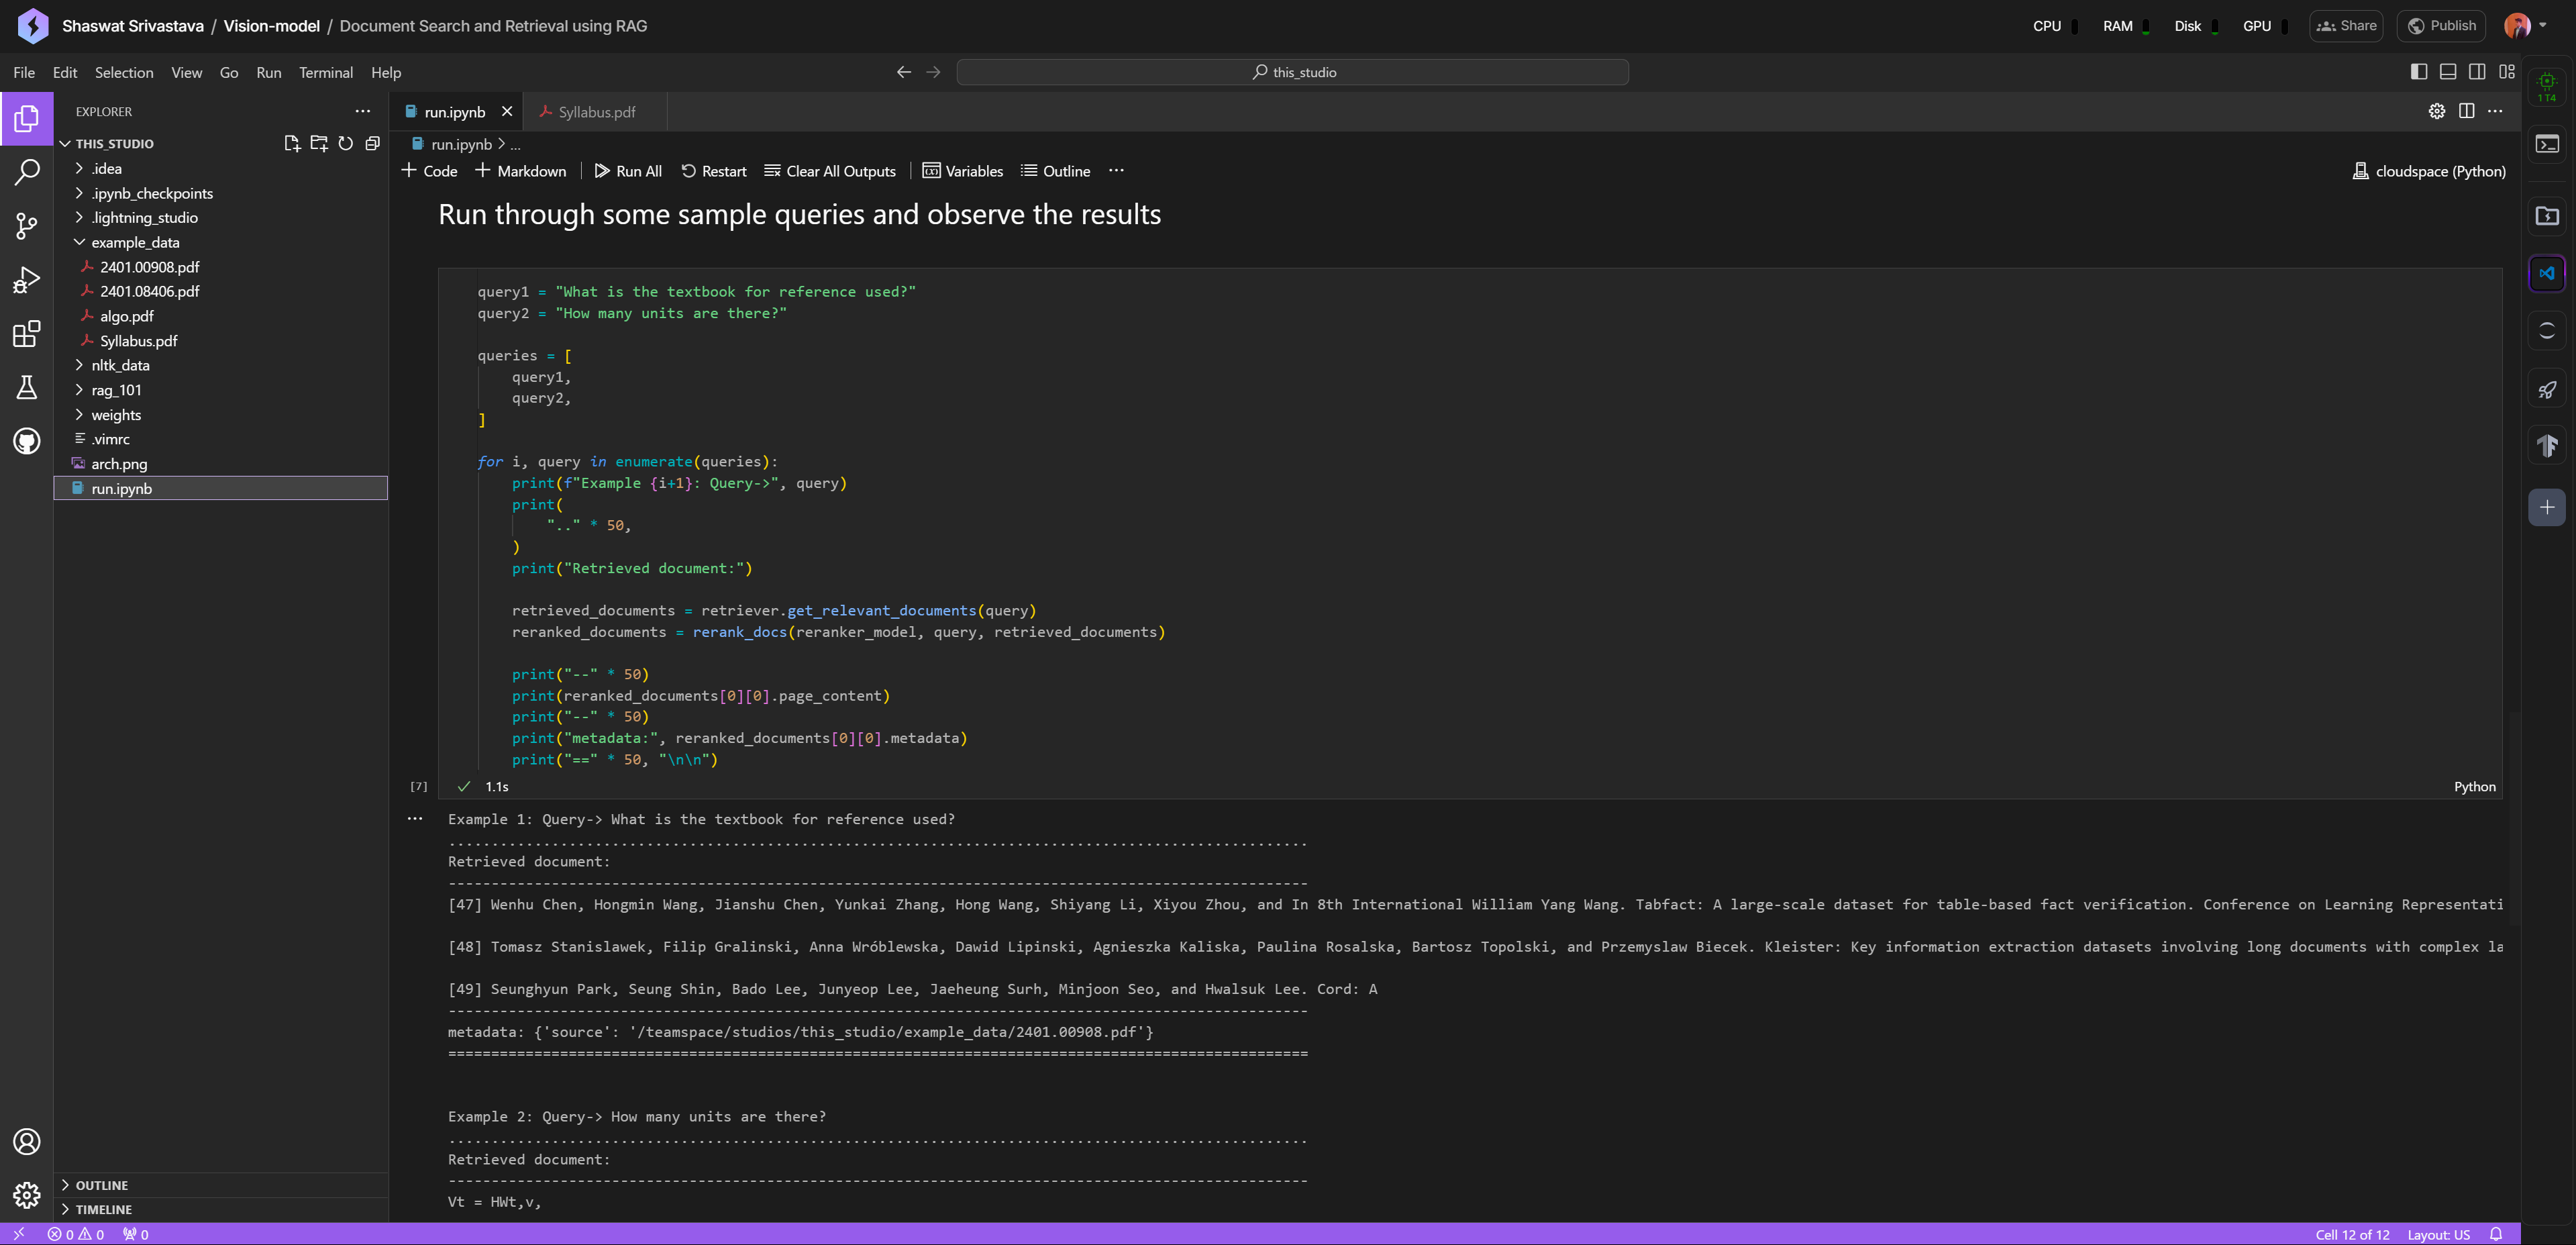 Shaswat Srivastava / Vision-model / Document Search and Retrieval using RAG
CPU RAM Disk GPU Share Publish
File Edit Selection View Go Run Terminal Help
this_studio
1 T4
EXPLORER
run.ipynb
Syllabus.pdf
THIS_STUDIO
run.ipynb > ...
Code Markdown Run All Restart Clear All Outputs Variables Outline ...
cloudspace (Python)
.idea
.ipynb_checkpoints
.lightning_studio
example_data
2401.00908.pdf
2401.08406.pdf
algo.pdf
Syllabus.pdf
nltk_data
rag_101
weights
.vimrc
arch.png
run.ipynb
OUTLINE
TIMELINE
Run through some sample queries and observe the results
query1 = "What is the textbook for reference used?"
query2 = "How many units are there?"
queries = [
query1,
query2,
]
for i, query in enumerate(queries):
print(f"Example {i+1}: Query->", query)
print(
".." * 50,
)
print("Retrieved document:")
retrieved_documents = retriever.get_relevant_documents(query)
reranked_documents = rerank_docs(reranker_model, query, retrieved_documents)
print("--" * 50)
print(reranked_documents[0][0].page_content)
print("--" * 50)
print("metadata:", reranked_documents[0][0].metadata)
print("==" * 50, "\n\n")
[7] 1.1s Python
Example 1: Query-> What is the textbook for reference used?
....................................................................................................
Retrieved document:
----------------------------------------------------------------------------------------------------
[47] Wenhu Chen, Hongmin Wang, Jianshu Chen, Yunkai Zhang, Hong Wang, Shiyang Li, Xiyou Zhou, and In 8th International William Yang Wang. Tabfact: A large-scale dataset for table-based fact verification. Conference on Learning Representati
[48] Tomasz Stanislawek, Filip Gralinski, Anna Wróblewska, Dawid Lipinski, Agnieszka Kaliska, Paulina Rosalska, Bartosz Topolski, and Przemyslaw Biecek. Kleister: Key information extraction datasets involving long documents with complex la
[49] Seunghyun Park, Seung Shin, Bado Lee, Junyeop Lee, Jaeheung Surh, Minjoon Seo, and Hwalsuk Lee. Cord: A
----------------------------------------------------------------------------------------------------
metadata: {'source': '/teamspace/studios/this_studio/example_data/2401.00908.pdf'}
====================================================================================================
Example 2: Query-> How many units are there?
....................................................................................................
Retrieved document:
----------------------------------------------------------------------------------------------------
Vt = HWt,v,
0 0 0
Cell 12 of 12 Layout: US